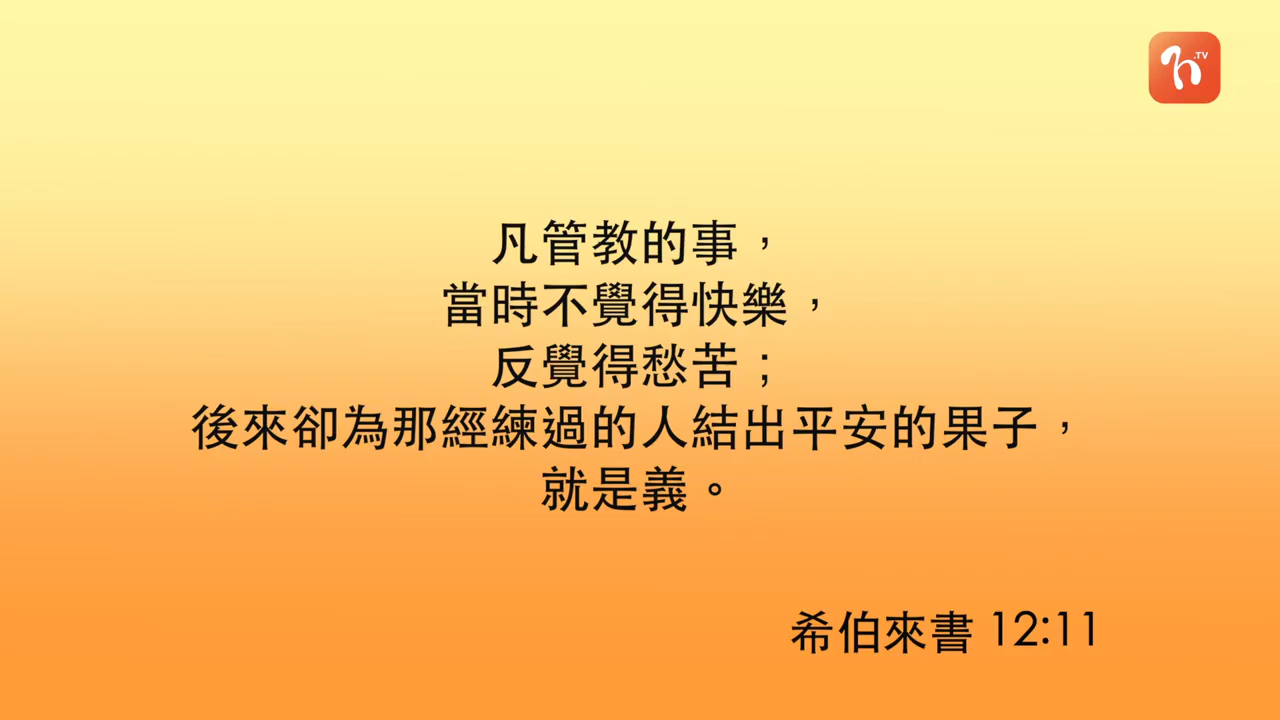 .TV
凡管教的事，
當時不覺得快樂，
反覺得愁苦；
後來卻為那經練過的人結出平安的果子，
就是義。
希伯來書 12:11